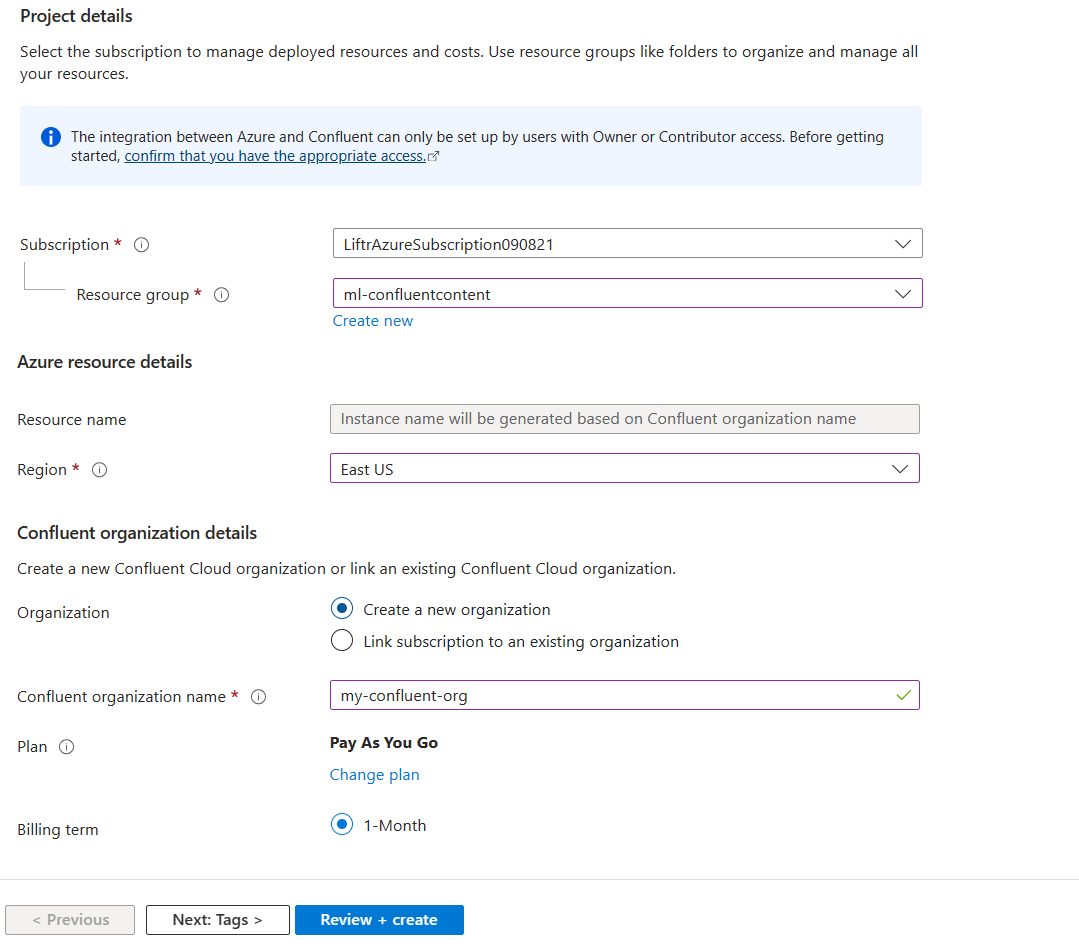 Project details
Select the subscription to manage deployed resources and costs. Use resource groups like folders to organize and manage all
your resources.
The integration between Azure and Confluent can only be set up by users with Owner or Contributor access. Before getting
started, confirm that you have the appropriate access.
Subscription *
LiftrAzureSubscription090821
Resource group *
ml-confluentcontent
Create new
Azure resource details
Resource name
Instance name will be generated based on Confluent organization name
Region *
East US
Confluent organization details
Create a new Confluent Cloud organization or link an existing Confluent Cloud organization.
Organization
Create a new organization
Link subscription to an existing organization
Confluent organization name *
my-confluent-org
Plan
Pay As You Go
Change plan
Billing term
1-Month
< Previous
Next: Tags >
Review + create